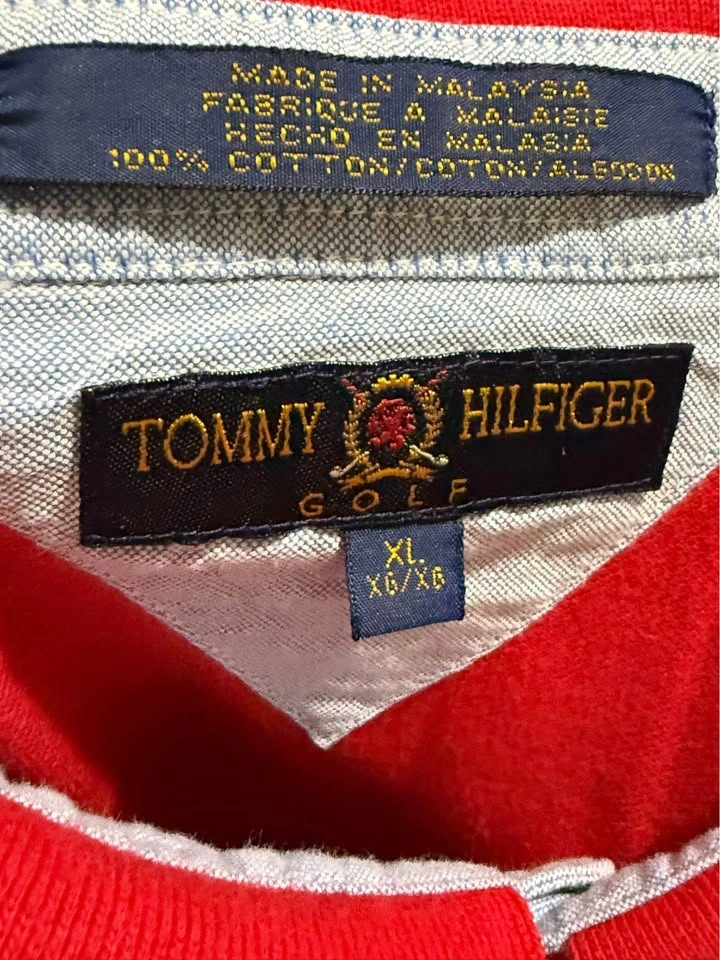 MADE IN MALAYSIA
FABRIQUE A MALAISIE
HECHO EN MALASIA
100% COTTON/COTON/ALGODON
TOMMY HILFIGER
GOLF
XL
XG/XG